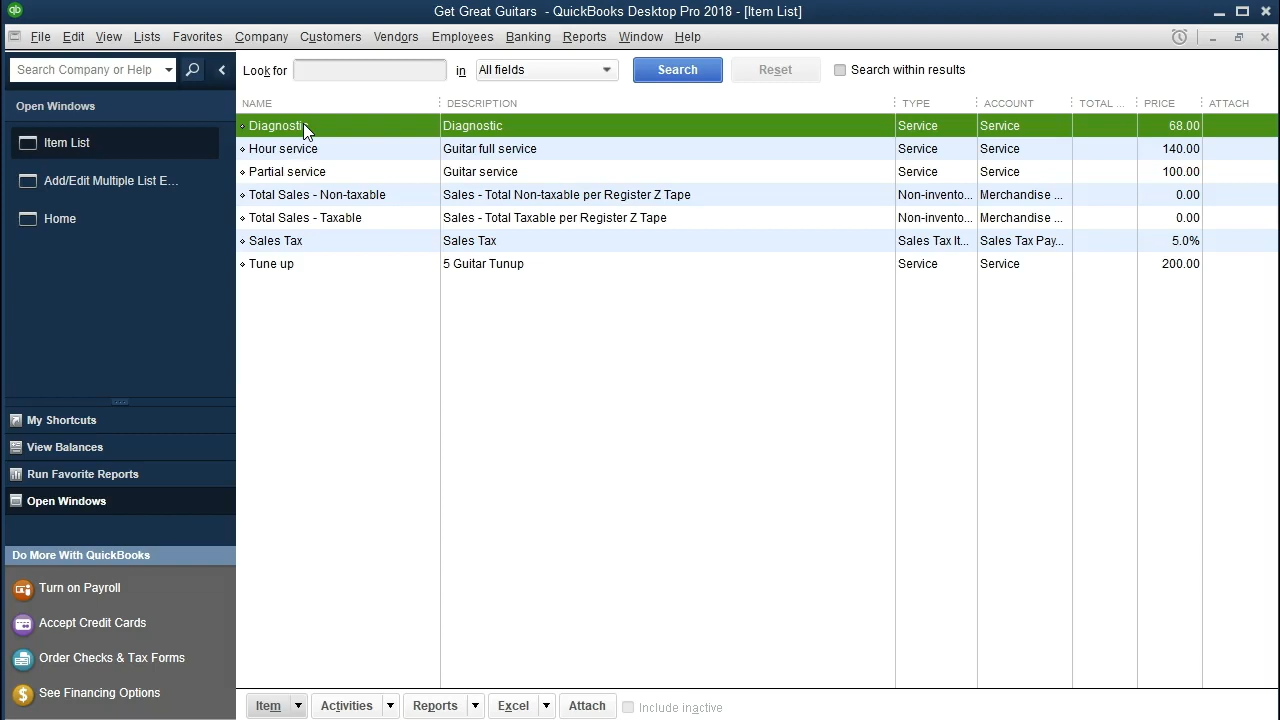 qb Get Great Guitars - QuickBooks Desktop Pro 2018 - [Item List]
File Edit View Lists Favorites Company Customers Vendors Employees Banking Reports Window Help
Search Company or Help
Look for in All fields Search Reset Search within results
Open Windows
Item List
Add/Edit Multiple List E...
Home
My Shortcuts
View Balances
Run Favorite Reports
Open Windows
Do More With QuickBooks
Turn on Payroll
Accept Credit Cards
Order Checks & Tax Forms
$ See Financing Options
NAME DESCRIPTION TYPE ACCOUNT TOTAL ... PRICE ATTACH
Diagnostic Diagnostic Service Service 68.00
Hour service Guitar full service Service Service 140.00
Partial service Guitar service Service Service 100.00
Total Sales - Non-taxable Sales - Total Non-taxable per Register Z Tape Non-invento... Merchandise ... 0.00
Total Sales - Taxable Sales - Total Taxable per Register Z Tape Non-invento... Merchandise ... 0.00
Sales Tax Sales Tax Sales Tax It... Sales Tax Pay... 5.0%
Tune up 5 Guitar Tunup Service Service 200.00
Item Activities Reports Excel Attach Include inactive